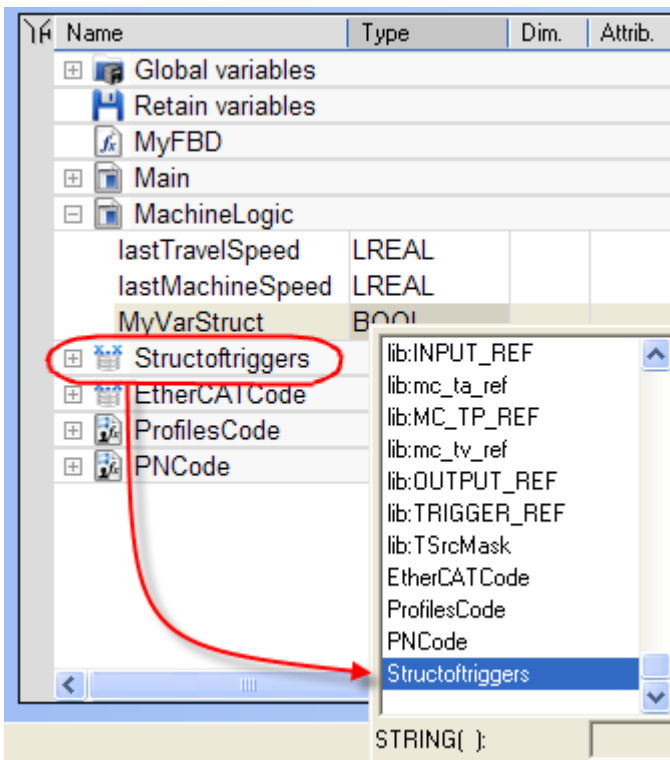 Name Type Dim. Attrib.
Global variables
Retain variables
MyFBD
Main
MachineLogic
lastTravelSpeed LREAL
lastMachineSpeed LREAL
MyVarStruct BOOL
Structoftriggers
EtherCATCode
ProfilesCode
PNCode
lib:INPUT_REF
lib:mc_ta_ref
lib:MC_TP_REF
lib:mc_tv_ref
lib:OUTPUT_REF
lib:TRIGGER_REF
lib:TSrcMask
EtherCATCode
ProfilesCode
PNCode
Structoftriggers
STRING( ):